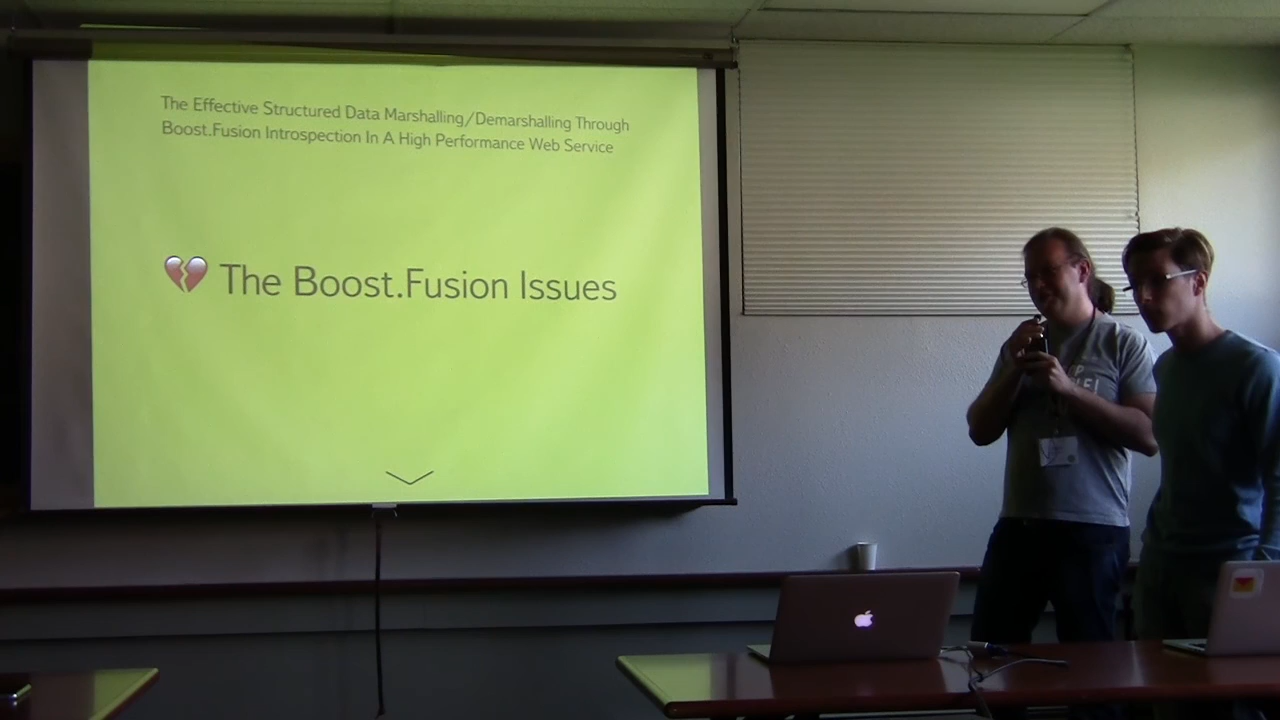 The Effective Structured Data Marshalling/Demarshalling Through
Boost.Fusion Introspection In A High Performance Web Service
💔 The Boost.Fusion Issues